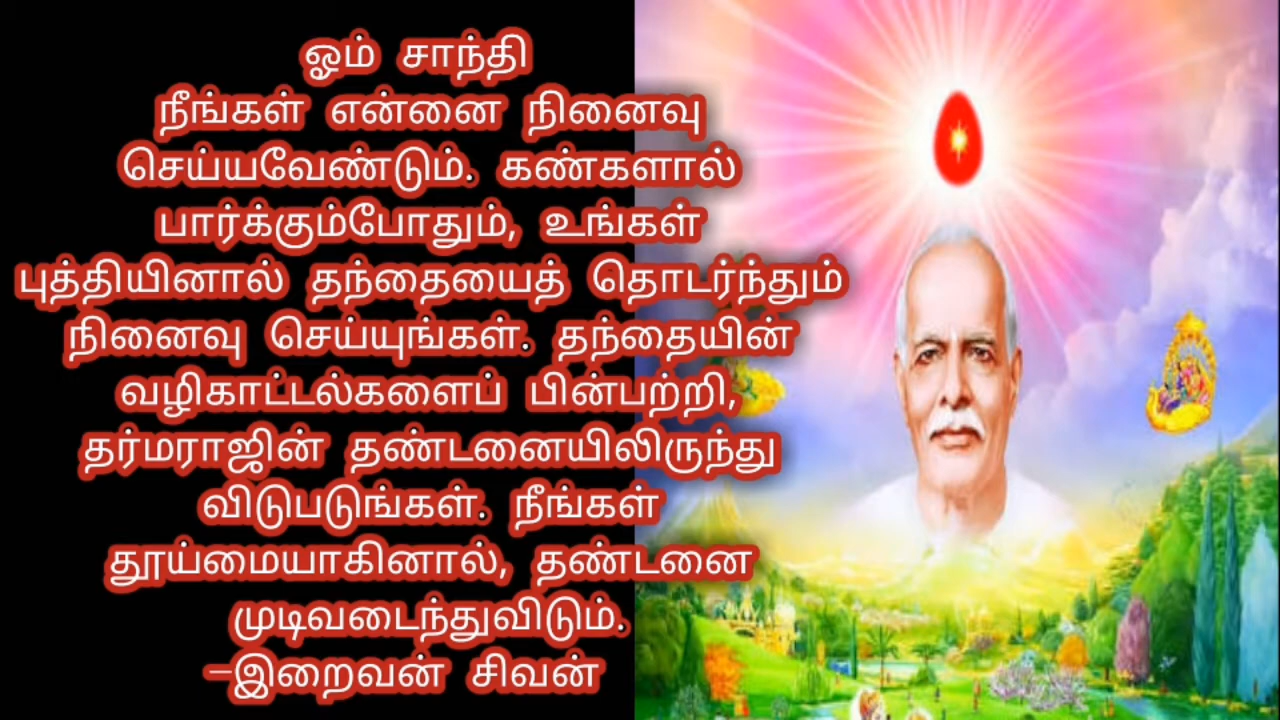 ஓம் சாந்தி
நீங்கள் என்னை நினைவு
செய்யவேண்டும். கண்களால்
பார்க்கும்போதும், உங்கள்
புத்தியினால் தந்தையைத் தொடர்ந்தும்
நினைவு செய்யுங்கள். தந்தையின்
வழிகாட்டல்களைப் பின்பற்றி,
தர்மராஜின் தண்டனையிலிருந்து
விடுபடுங்கள். நீங்கள்
தூய்மையாகினால், தண்டனை
முடிவடைந்துவிடும்.
–இறைவன் சிவன்